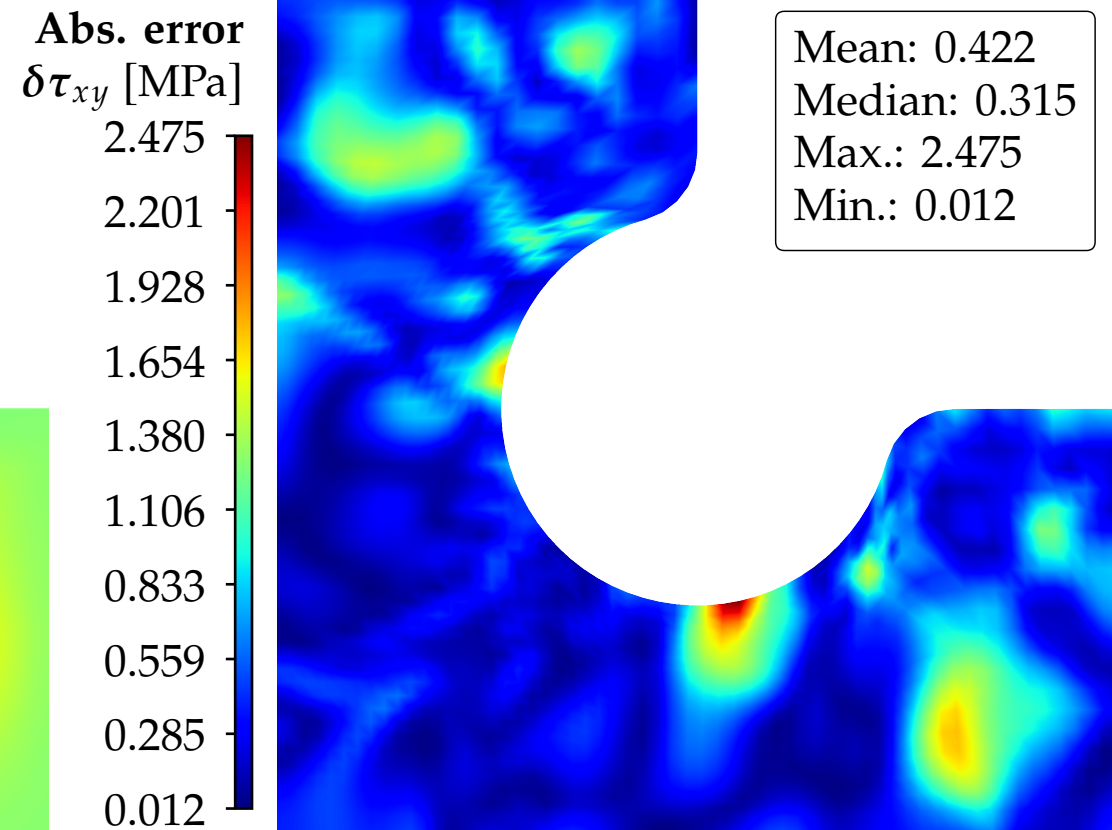 Abs. error
δτxy [MPa]
2.475
2.201
1.928
1.654
1.380
1.106
0.833
0.559
0.285
0.012
Mean: 0.422
Median: 0.315
Max.: 2.475
Min.: 0.012